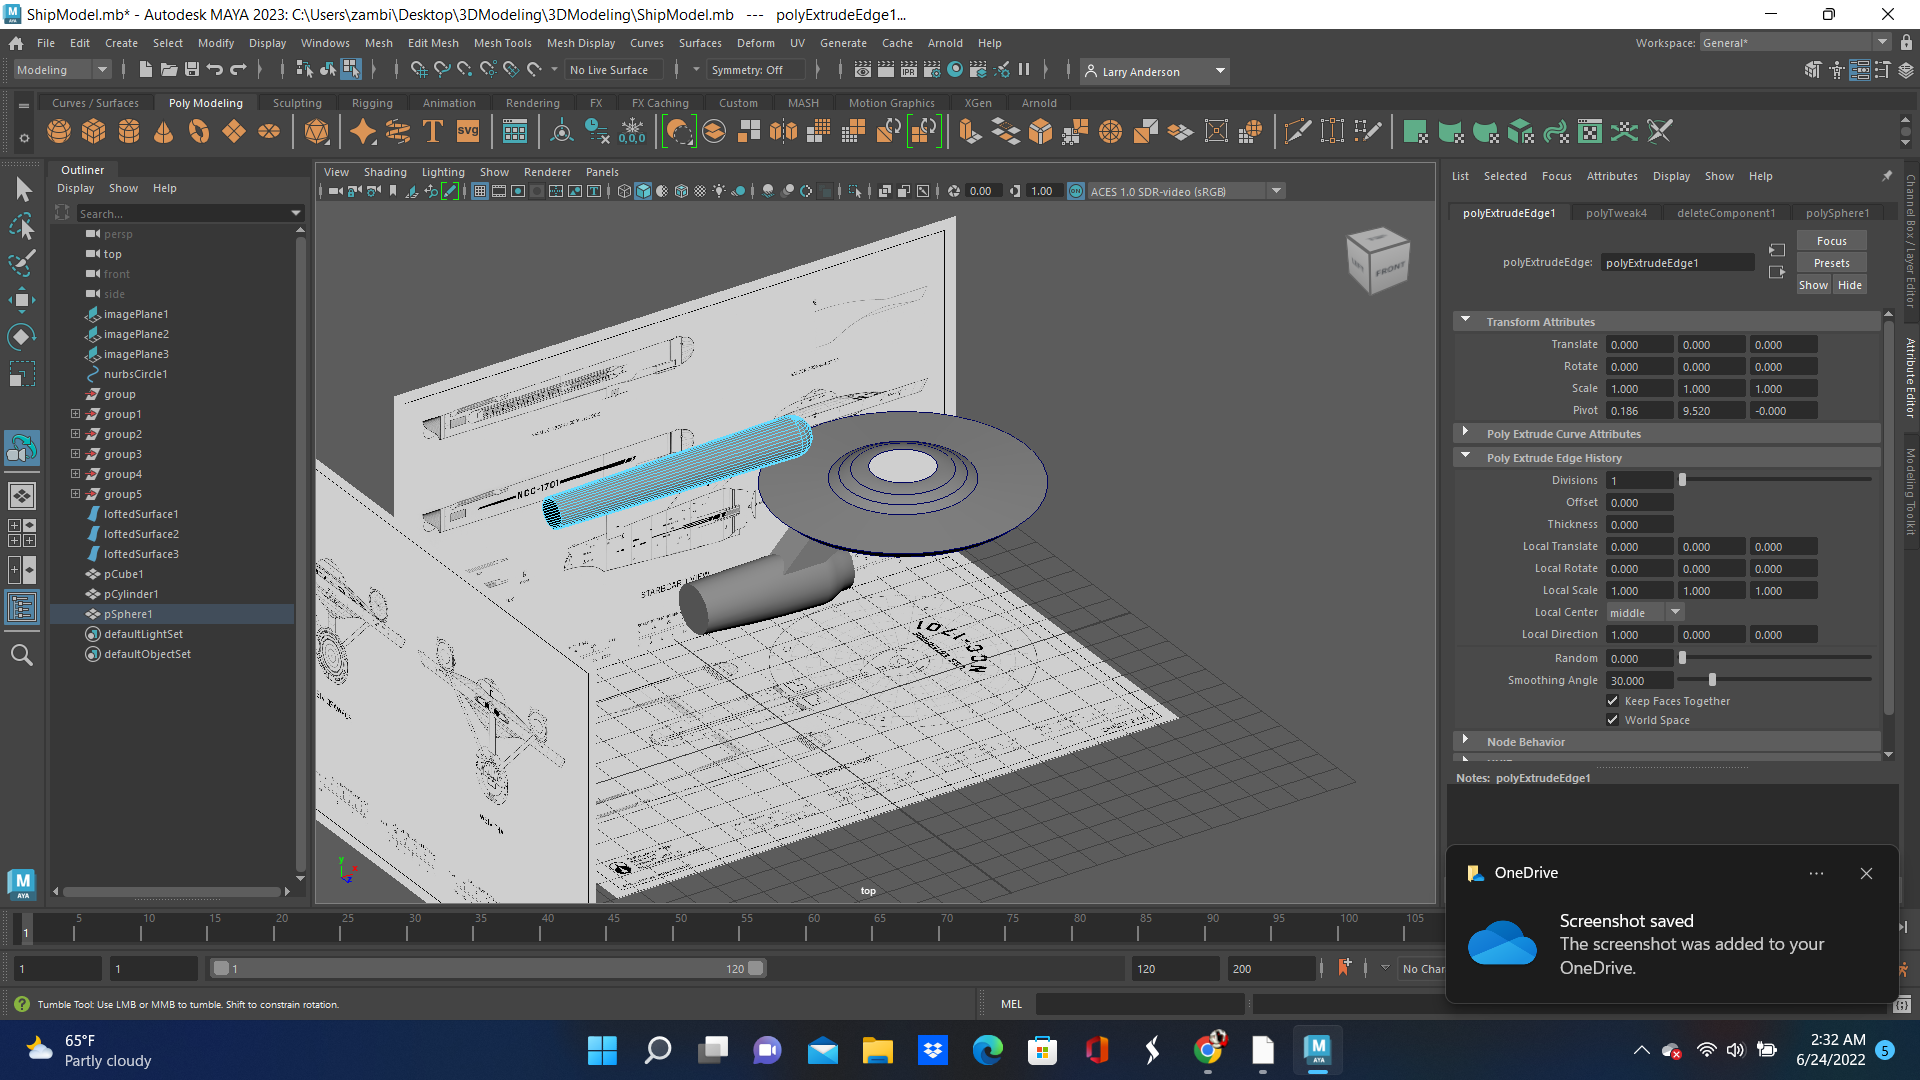 ShipModel.mb* - Autodesk MAYA 2023: C:\Users\zambi\Desktop\3DModeling\3DModeling\ShipModel.mb   ---   polyExtrudeEdge1...
File Edit Create Select Modify Display Windows Mesh Edit Mesh Mesh Tools Mesh Display Curves Surfaces Deform UV Generate Cache Arnold Help
Workspace: General*
Modeling
No Live Surface
Symmetry: Off
IPR
Larry Anderson
Curves / Surfaces Poly Modeling Sculpting Rigging Animation Rendering FX FX Caching Custom MASH Motion Graphics XGen Arnold
T svg 0,0,0
Outliner
Display Show Help
Search...
persp
top
front
side
imagePlane1
imagePlane2
imagePlane3
nurbsCircle1
group
group1
group2
group3
group4
group5
loftedSurface1
loftedSurface2
loftedSurface3
pCube1
pCylinder1
pSphere1
defaultLightSet
defaultObjectSet
M
AYA
View Shading Lighting Show Renderer Panels
0.00 1.00 ON ACES 1.0 SDR-video (sRGB)
FRONT
NCC-1701
NCC-1701
y
z
top
List Selected Focus Attributes Display Show Help
polyExtrudeEdge1 polyTweak4 deleteComponent1 polySphere1
polyExtrudeEdge: polyExtrudeEdge1
Focus
Presets
Show Hide
Transform Attributes
Translate 0.000 0.000 0.000
Rotate 0.000 0.000 0.000
Scale 1.000 1.000 1.000
Pivot 0.186 9.520 -0.000
Poly Extrude Curve Attributes
Poly Extrude Edge History
Divisions 1
Offset 0.000
Thickness 0.000
Local Translate 0.000 0.000 0.000
Local Rotate 0.000 0.000 0.000
Local Scale 1.000 1.000 1.000
Local Center middle
Local Direction 1.000 0.000 0.000
Random 0.000
Smoothing Angle 30.000
Keep Faces Together
World Space
Node Behavior
Notes: polyExtrudeEdge1
Channel Box / Layer Editor
Attribute Editor
Modeling Toolkit
OneDrive
Screenshot saved
The screenshot was added to your
OneDrive.
1 5 10 15 20 25 30 35 40 45 50 55 60 65 70 75 80 85 90 95 100 105
1 1 1 120 120 200 No Char
Tumble Tool: Use LMB or MMB to tumble. Shift to constrain rotation.
MEL
65°F
Partly cloudy
M
AYA
2:32 AM
6/24/2022
5